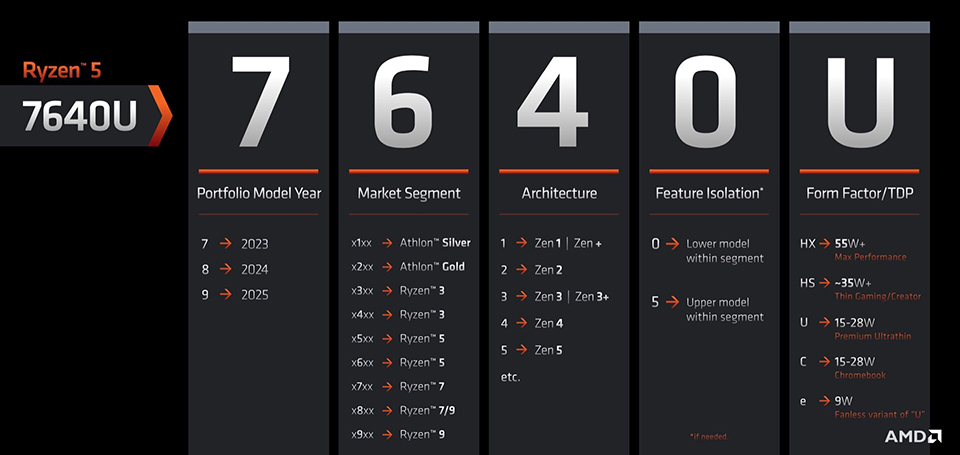 Ryzen™ 5
7640U
7
Portfolio Model Year
7 → 2023
8 → 2024
9 → 2025
6
Market Segment
x1xx → Athlon™ Silver
x2xx → Athlon™ Gold
x3xx → Ryzen™ 3
x4xx → Ryzen™ 3
x5xx → Ryzen™ 5
x6xx → Ryzen™ 5
x7xx → Ryzen™ 7
x8xx → Ryzen™ 7/9
x9xx → Ryzen™ 9
4
Architecture
1 → Zen 1 | Zen +
2 → Zen 2
3 → Zen 3 | Zen 3+
4 → Zen 4
5 → Zen 5
etc.
0
Feature Isolation*
0 → Lower model
within segment
5 → Upper model
within segment
*If needed
U
Form Factor/TDP
HX → 55W+
Max Performance
HS → ~35W+
Thin Gaming/Creator
U → 15-28W
Premium Ultrathin
C → 15-28W
Chromebook
e → 9W
Fanless variant of "U"
AMD